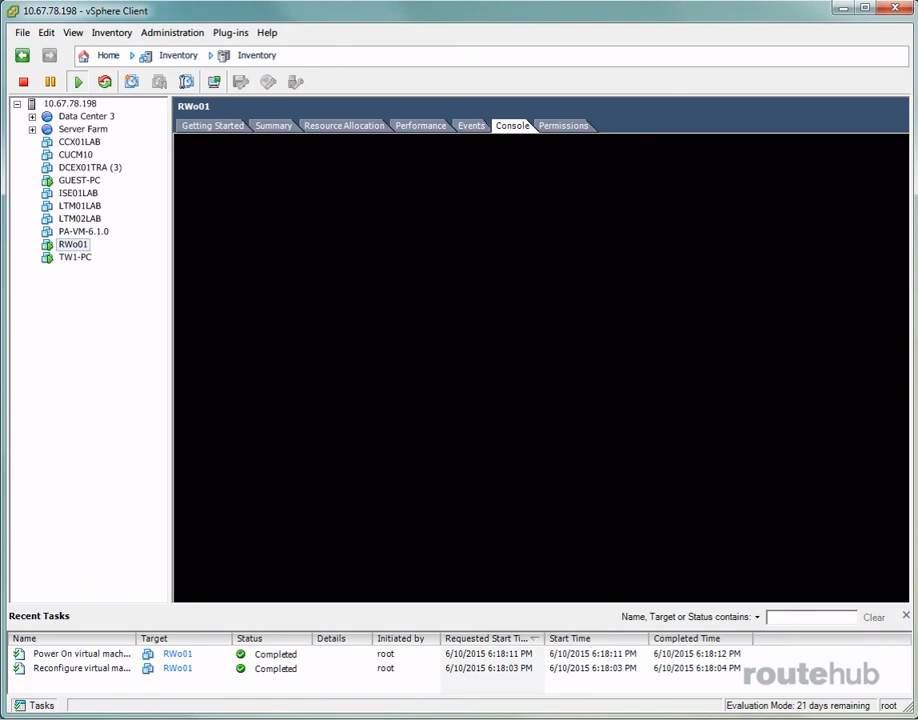 10.67.78.198 - vSphere Client
File Edit View Inventory Administration Plug-ins Help
Home Inventory Inventory
10.67.78.198
Data Center 3
Server Farm
CCX01LAB
CUCM10
DCEX01TRA (3)
GUEST-PC
ISE01LAB
LTM01LAB
LTM02LAB
PA-VM-6.1.0
RWo01
TW1-PC
RWo01
Getting Started Summary Resource Allocation Performance Events Console Permissions
Recent Tasks
Name, Target or Status contains: Clear
Name Target Status Details Initiated by Requested Start Ti... Start Time Completed Time
Power On virtual mach... RWo01 Completed root 6/10/2015 6:18:11 PM 6/10/2015 6:18:11 PM 6/10/2015 6:18:12 PM
Reconfigure virtual ma... RWo01 Completed root 6/10/2015 6:18:03 PM 6/10/2015 6:18:03 PM 6/10/2015 6:18:04 PM
routehub
Tasks Evaluation Mode: 21 days remaining root